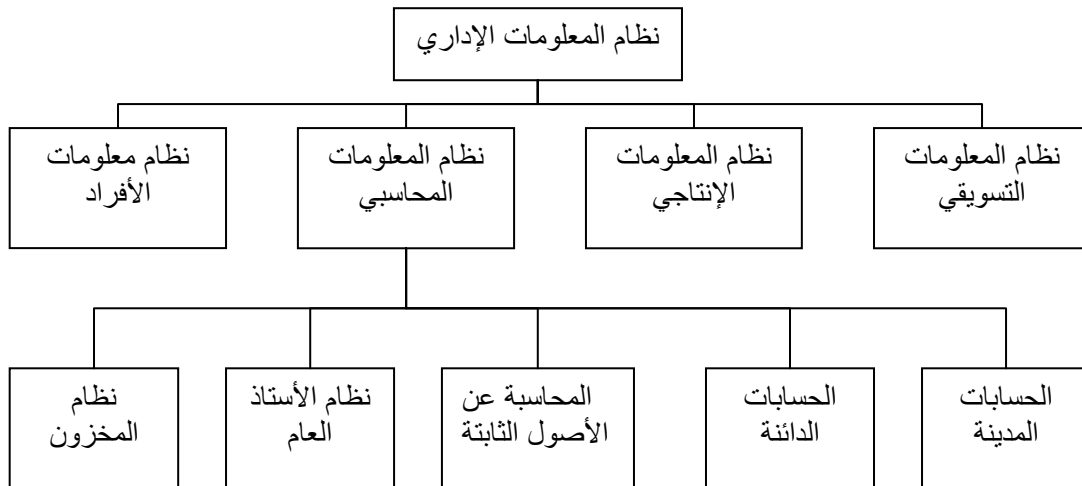 نظام المعلومات الإداري
نظام المعلومات
التسويقي
نظام المعلومات
الإنتاجي
نظام المعلومات
المحاسبي
نظام معلومات
الأفراد
الحسابات
المدينة
الحسابات
الدائنة
المحاسبة عن
الأصول الثابتة
نظام الأستاذ
العام
نظام
المخزون